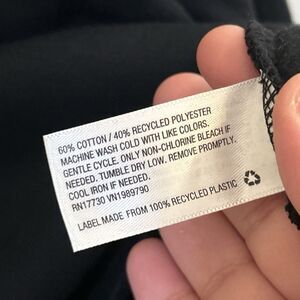 60% COTTON / 40% RECYCLED POLYESTER
MACHINE WASH COLD WITH LIKE COLORS.
GENTLE CYCLE. ONLY NON-CHLORINE BLEACH IF
NEEDED. TUMBLE DRY LOW. REMOVE PROMPTLY.
COOL IRON IF NEEDED.
RN17730 VN1989790
LABEL MADE FROM 100% RECYCLED PLASTIC